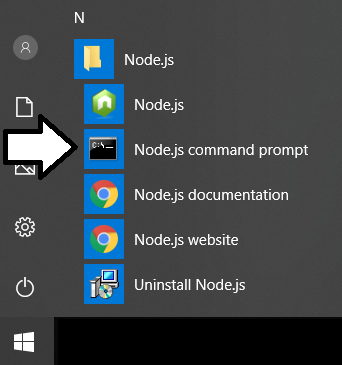 N
Node.js
Node.js
C:\_
Node.js command prompt
Node.js documentation
Node.js website
Uninstall Node.js